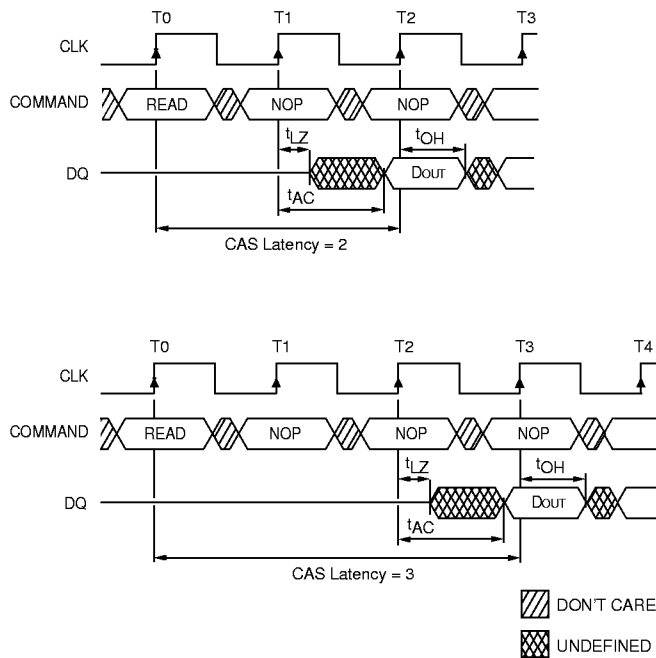 T0 T1 T2 T3
CLK
COMMAND READ NOP NOP
tLZ tOH
DQ DOUT
tAC
CAS Latency = 2
T0 T1 T2 T3 T4
CLK
COMMAND READ NOP NOP NOP
tLZ tOH
DQ DOUT
tAC
CAS Latency = 3
DON'T CARE
UNDEFINED